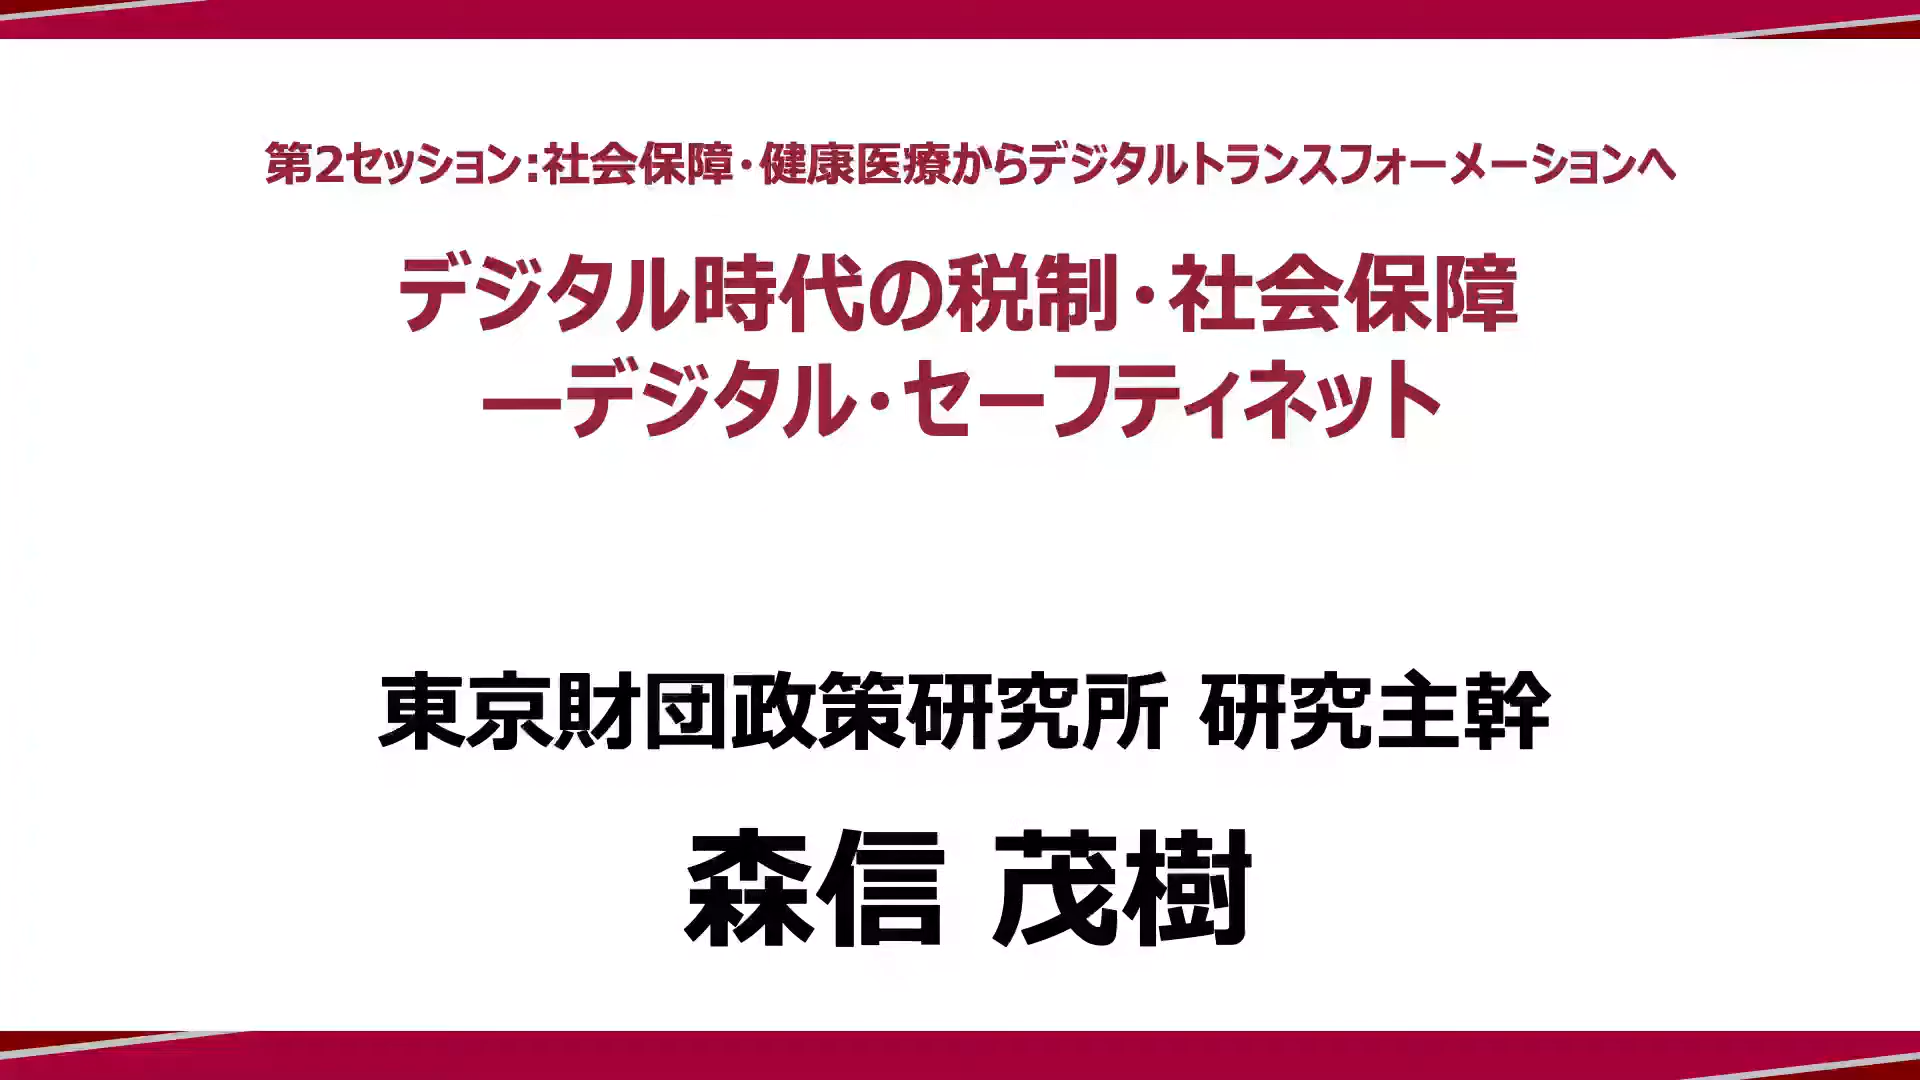 第2セッション:社会保障・健康医療からデジタルトランスフォーメーションへ
デジタル時代の税制・社会保障
―デジタル・セーフティネット
東京財団政策研究所 研究主幹
森信 茂樹